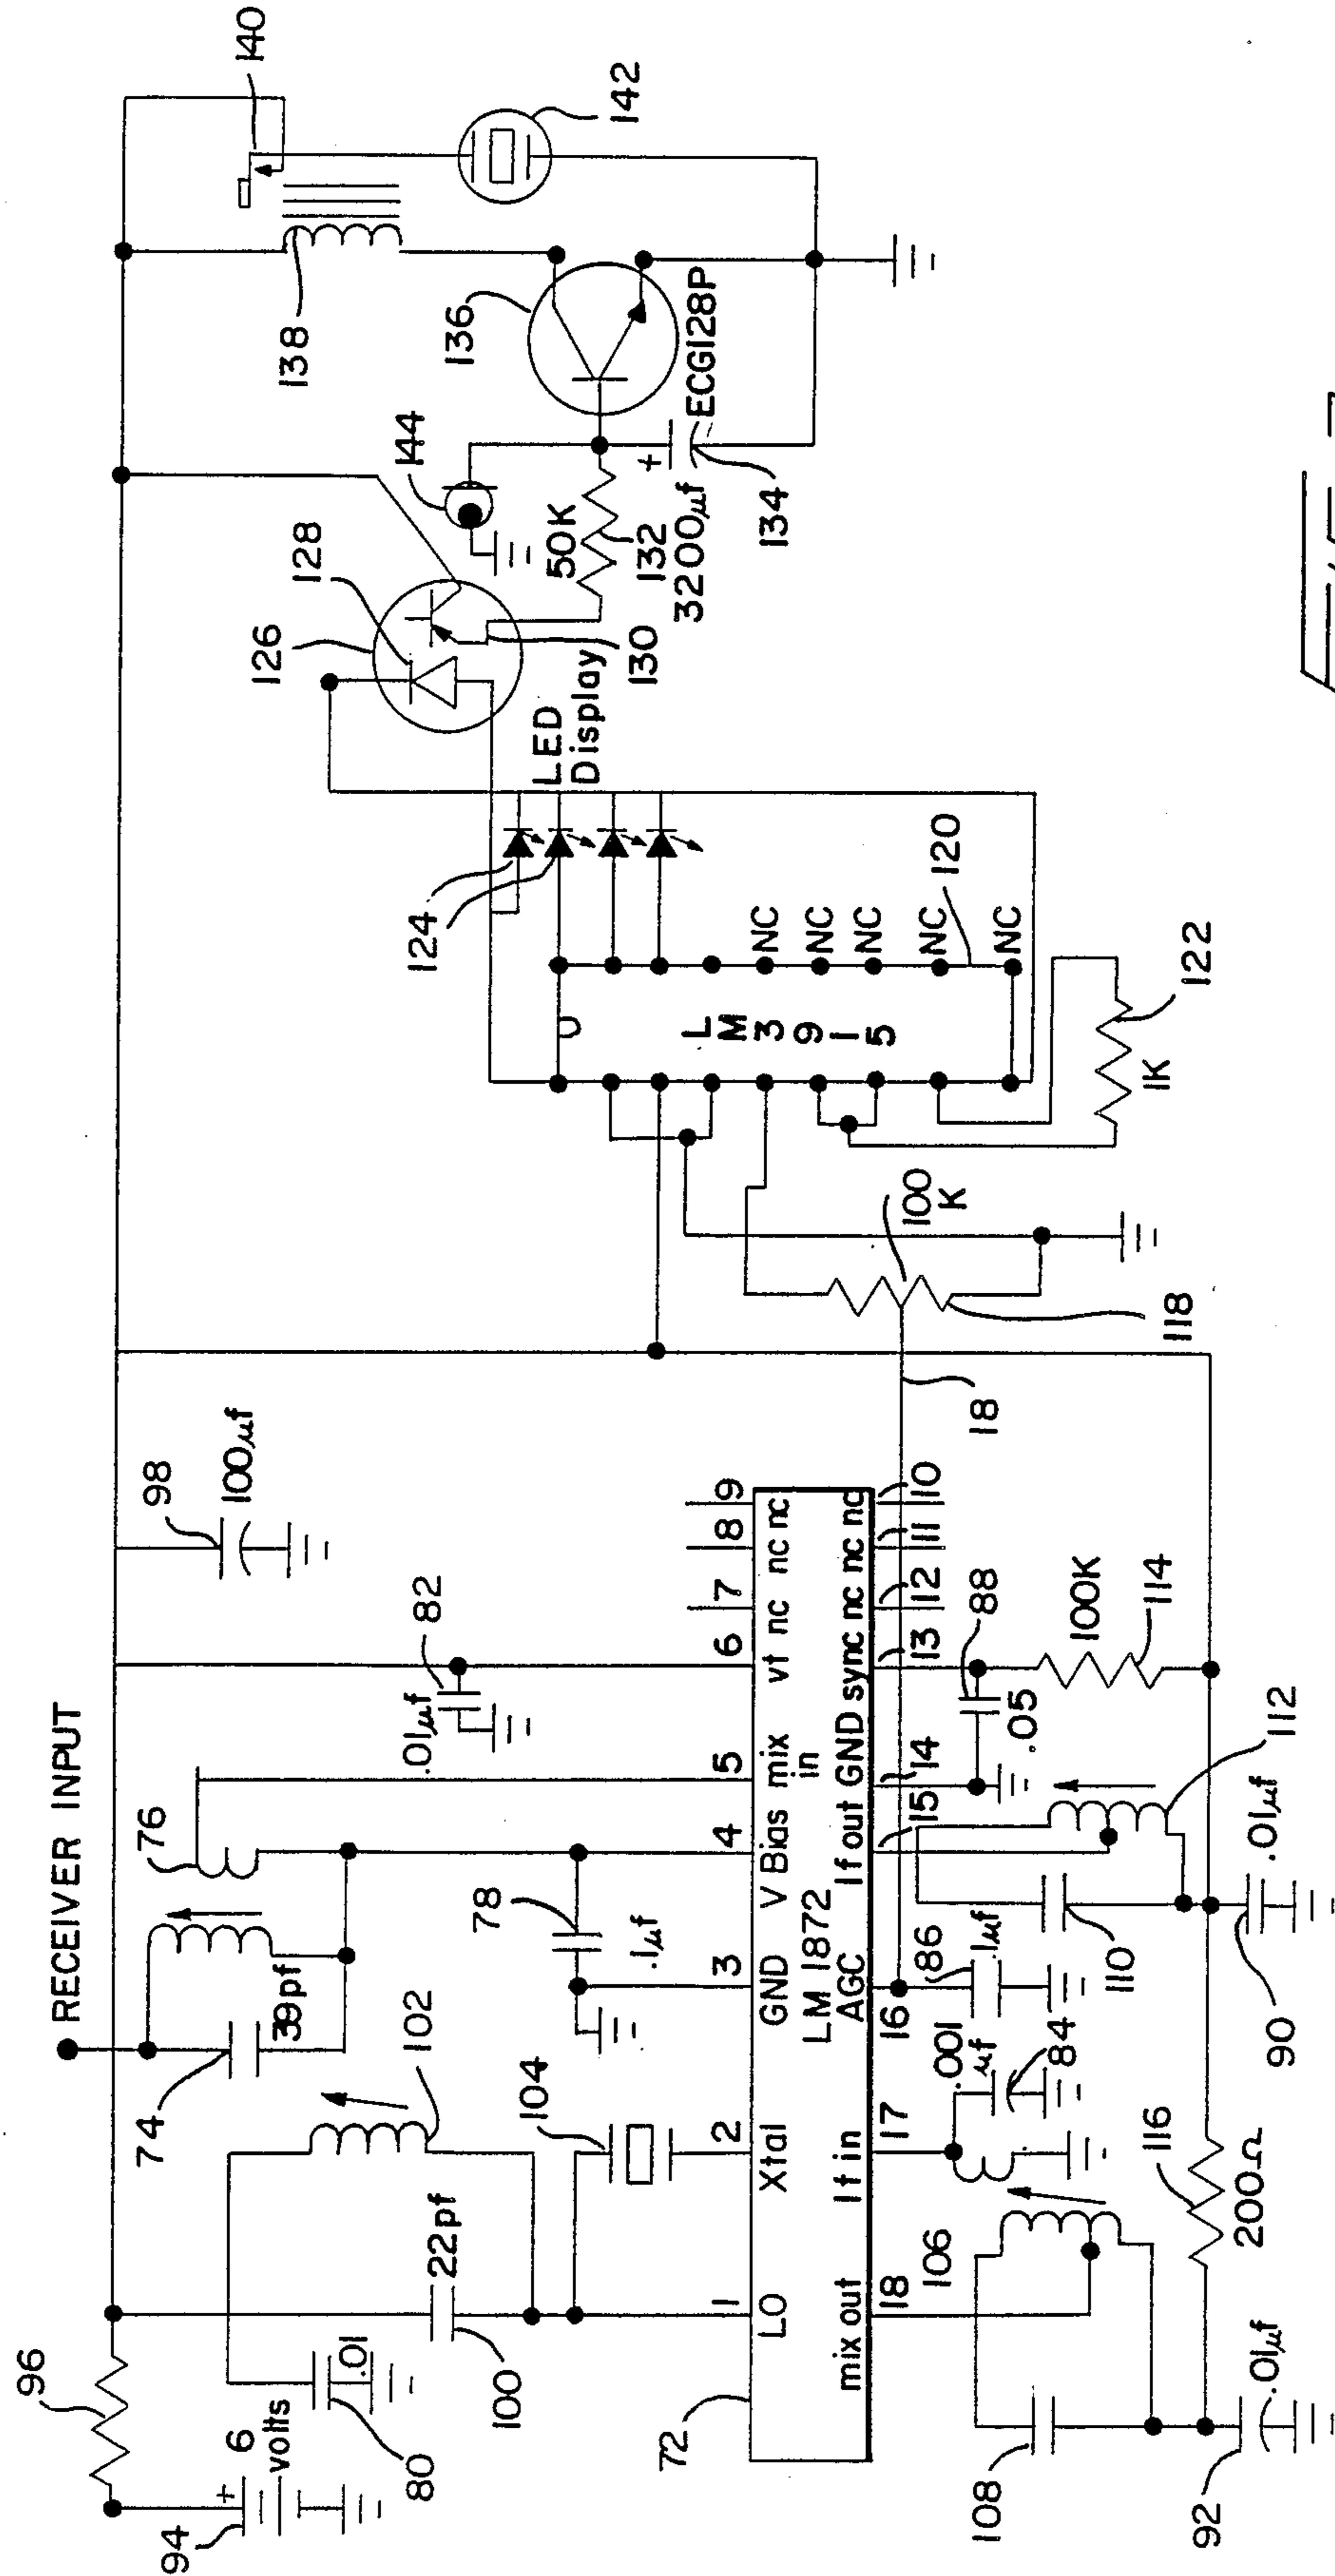 RECEIVER INPUT
96
6
volts
+
94
80
.01
74
39pf
76
102
100
22pf
104
78
.1µf
.01µf
82
98
100µf
72
1
2
3
4
5
6
7
8
9
LO
Xtal
GND
V Bias
mix
in
vt
nc
nc
nc
LM 1872
mix out
If in
AGC
If out
GND
sync
nc
nc
nc
18
17
16
15
14
13
12
11
10
106
108
92
.01µf
116
200Ω
.001
µf
84
86
.1µf
110
90
.01µf
112
.05
88
100K
114
18
118
100
K
LM3915
NC
NC
NC
NC
NC
120
122
1K
124
LED
Display
126
128
130
50K
132
3200µf
134
+
ECG128P
144
136
138
140
142